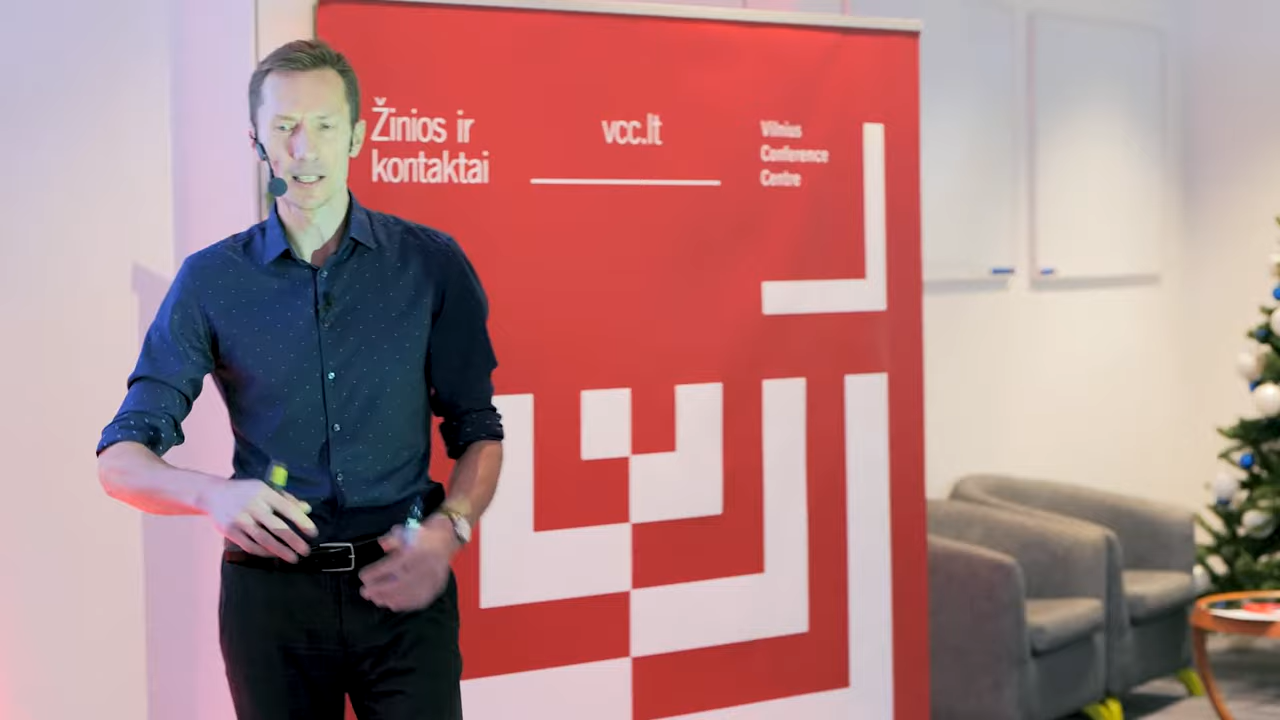 Žinios ir
kontaktai
vcc.lt
Vilnius
Conference
Centre